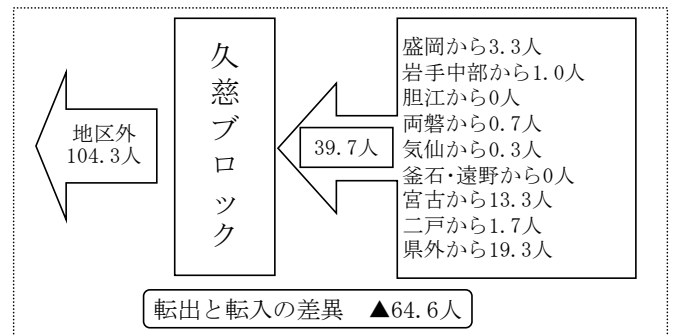 地区外
104.3人
久慈ブロック
39.7人
盛岡から3.3人
岩手中部から1.0人
胆江から0人
両磐から0.7人
気仙から0.3人
釜石・遠野から0人
宮古から13.3人
二戸から1.7人
県外から19.3人
転出と転入の差異　▲64.6人